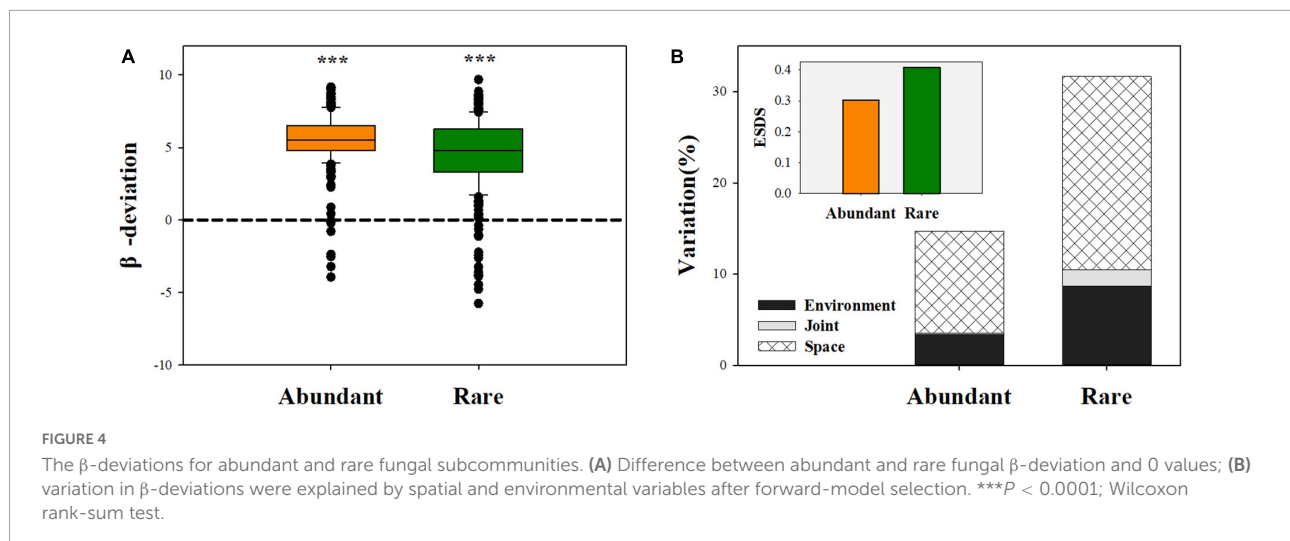 A
***
***
10
5
0
-5
-10
β -deviation
Abundant
Rare
B
30
20
10
0
Variation(%)
0.4
0.3
0.2
0.1
0.0
ESDS
Abundant Rare
Environment
Joint
Space
Abundant
Rare
FIGURE 4
The β-deviations for abundant and rare fungal subcommunities. (A) Difference between abundant and rare fungal β-deviation and 0 values; (B)
variation in β-deviations were explained by spatial and environmental variables after forward-model selection. ***P < 0.0001; Wilcoxon
rank-sum test.